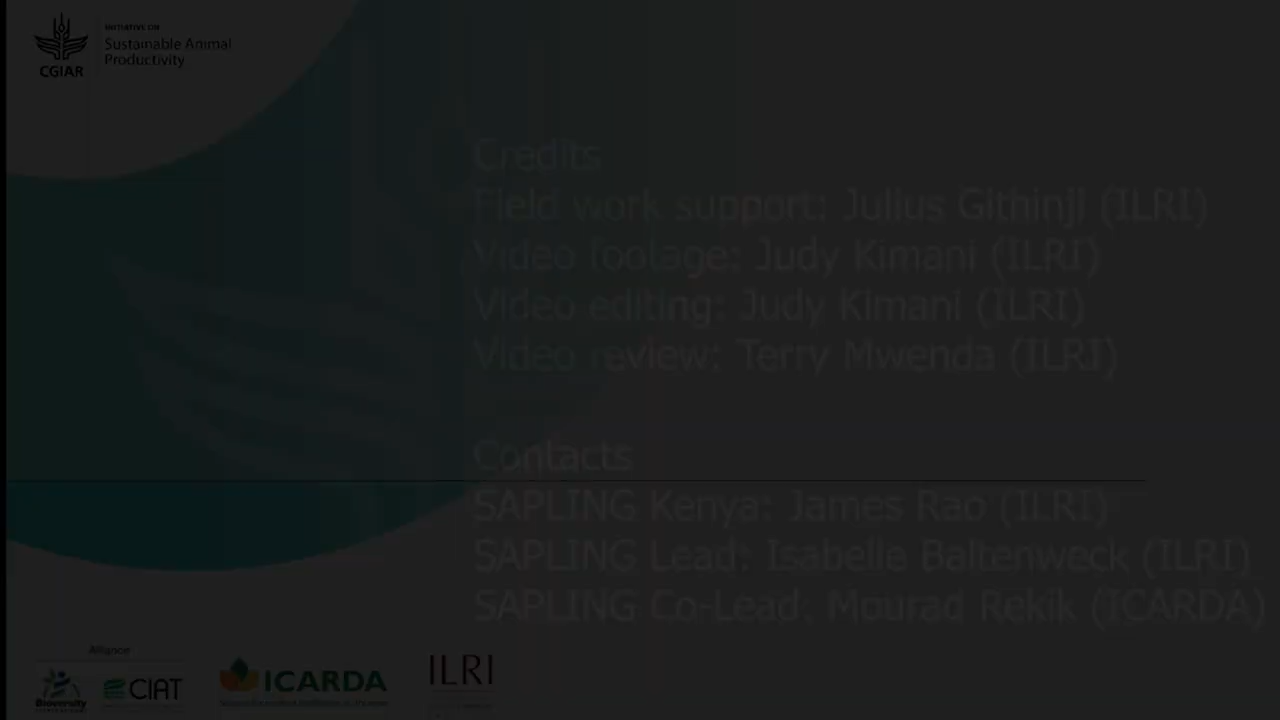 INITIATIVE ON
Sustainable Animal
Productivity
CGIAR
Credits
Field work support: Julius Githinji (ILRI)
Video footage: Judy Kimani (ILRI)
Video editing: Judy Kimani (ILRI)
Video review: Terry Mwenda (ILRI)
Contacts
SAPLING Kenya: James Rao (ILRI)
SAPLING Lead: Isabelle Baltenweck (ILRI)
SAPLING Co-Lead. Mourad Rekik (ICARDA)
Alliance
Bioversity
CIAT
ICARDA
ILRI